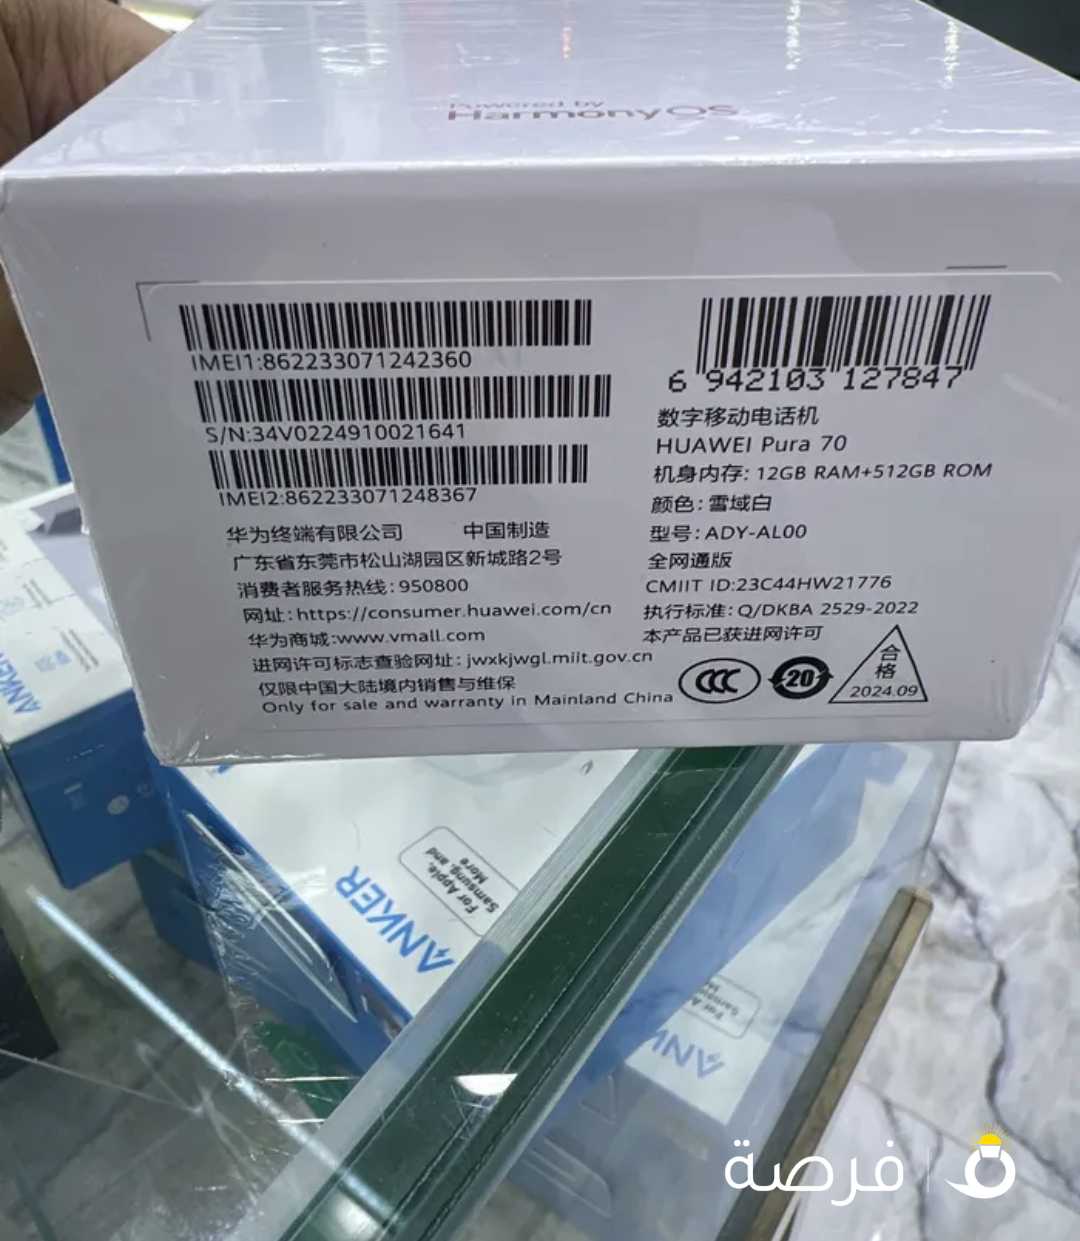 Powered by
HarmonyOS
IMEI1:862233071242360
S/N:34V0224910021641
IMEI2:862233071248367
华为终端有限公司 中国制造
广东省东莞市松山湖园区新城路2号
消费者服务热线:950800
网址:https://consumer.huawei.com/cn
华为商城:www.vmall.com
进网许可标志查验网址:jwxkjwgl.miit.gov.cn
仅限中国大陆境内销售与维保
Only for sale and warranty in Mainland China
6 942103 127847
数字移动电话机
HUAWEI Pura 70
机身内存: 12GB RAM+512GB ROM
颜色: 雪域白
型号: ADY-AL00
全网通版
CMIIT ID:23C44HW21776
执行标准: Q/DKBA 2529-2022
本产品已获进网许可
CCC
20
合
格
2024.09
ANKER
ANKER
For Apple,
Samsung, and
More
فرصة